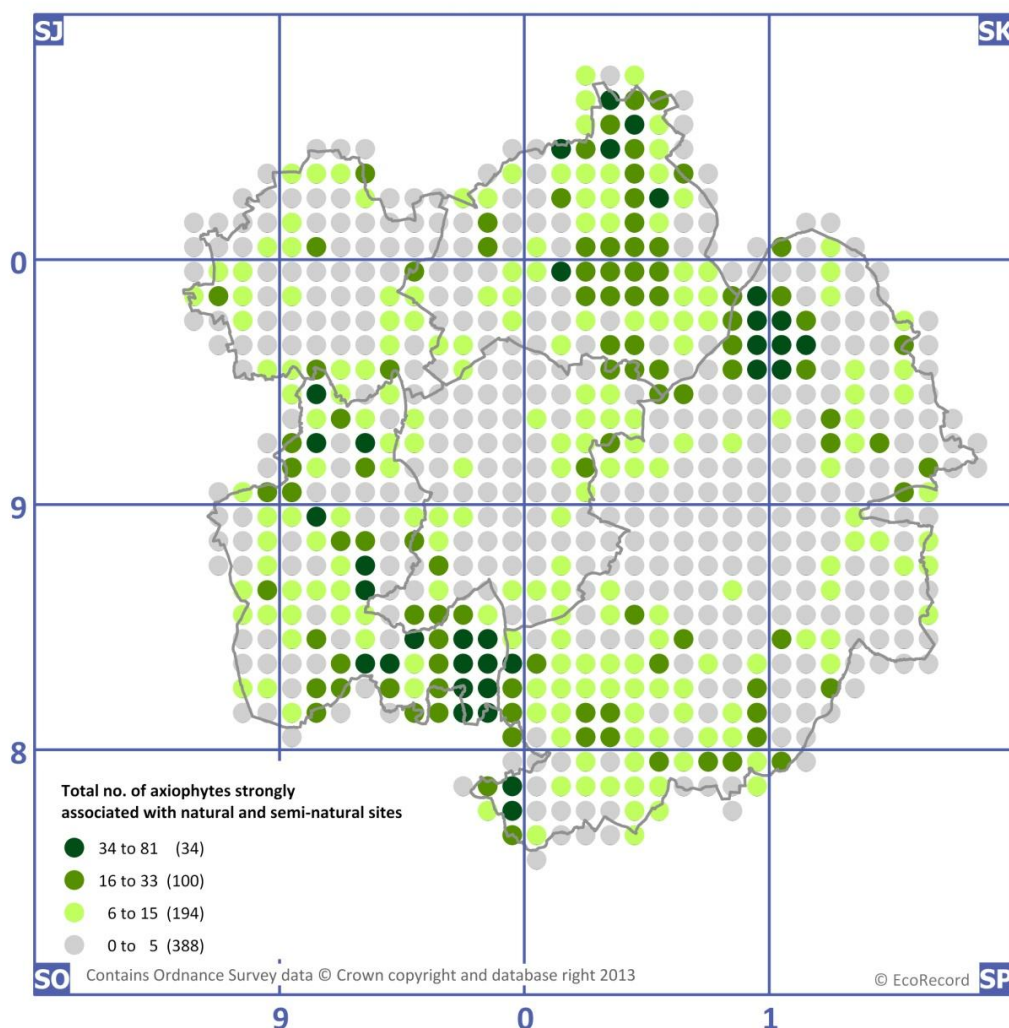 SJ
SK
0
9
8
Total no. of axiophytes strongly
associated with natural and semi-natural sites
34 to 81 (34)
16 to 33 (100)
6 to 15 (194)
0 to 5 (388)
SO
Contains Ordnance Survey data © Crown copyright and database right 2013
© EcoRecord
SP
9
0
1